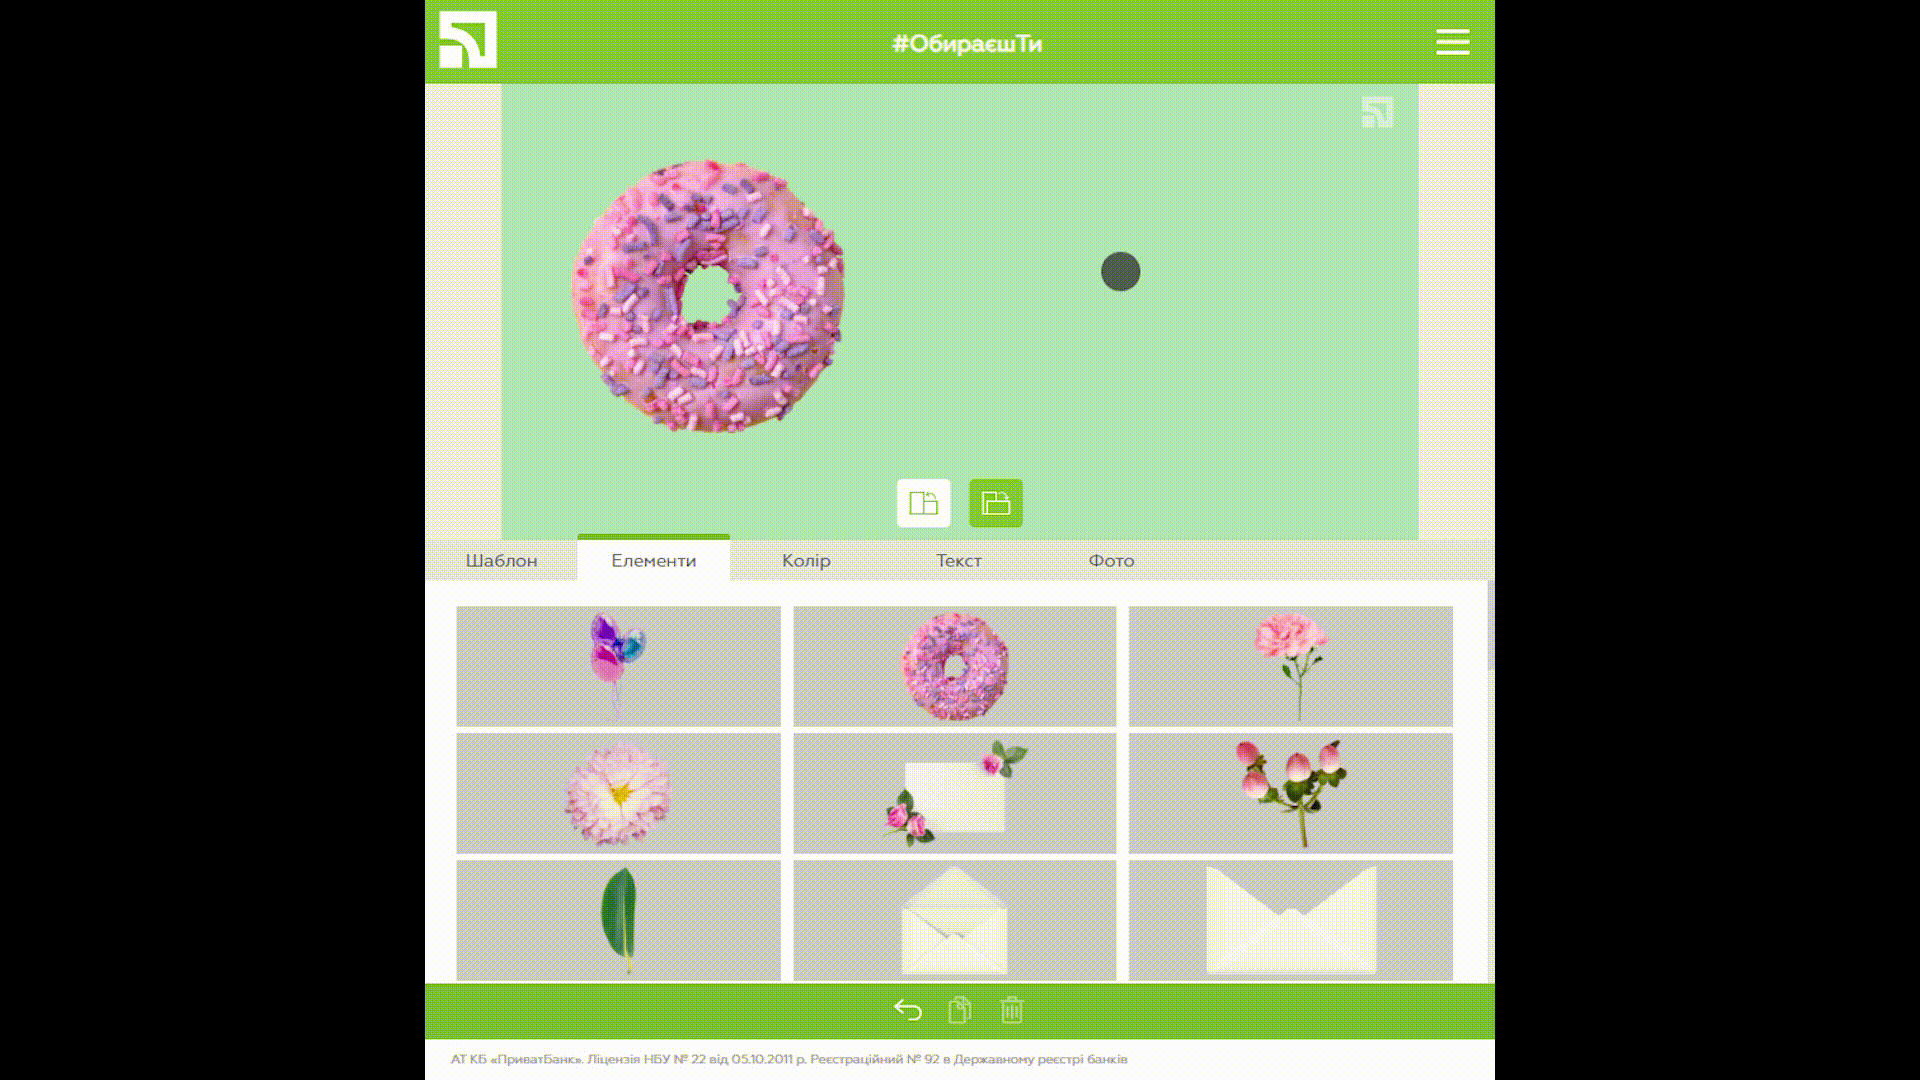 #ОбираєшТи
Шаблон Елементи Колір Текст Фото
АТ КБ «ПриватБанк». Ліцензія НБУ № 22 від 05.10.2011 р. Реєстраційний № 92 в Державному реєстрі банків